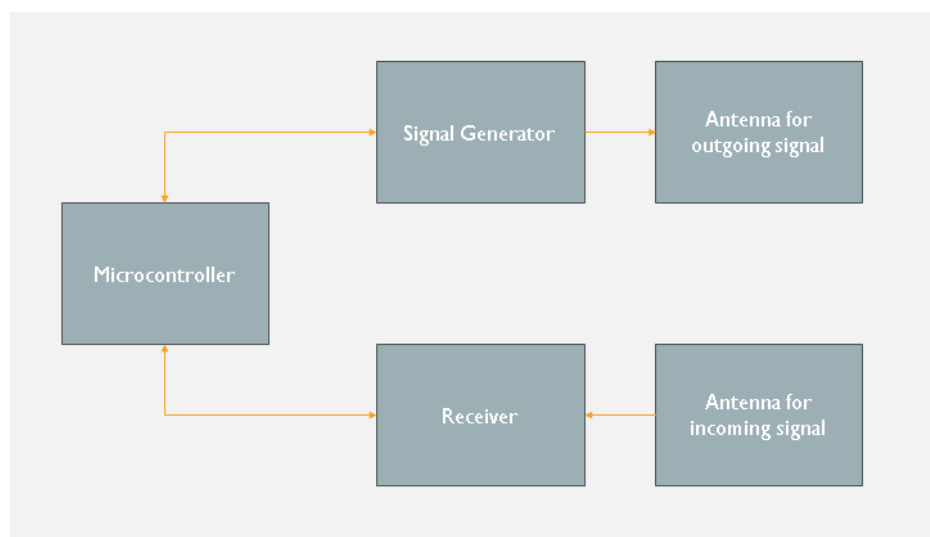 Signal Generator
Antenna for
outgoing signal
Microcontroller
Receiver
Antenna for
incoming signal